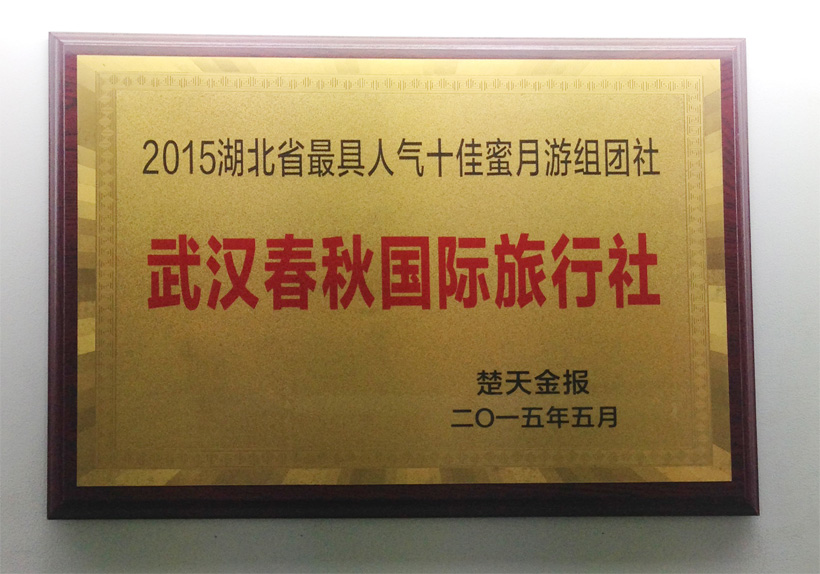 2015湖北省最具人气十佳蜜月游组团社
武汉春秋国际旅行社
楚天金报
二〇一五年五月